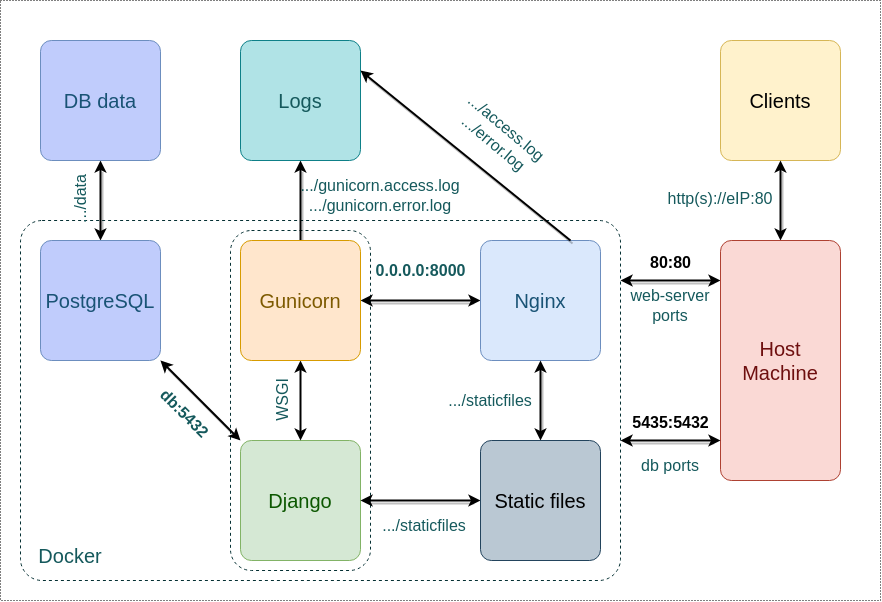 DB data
Logs
Clients
.../access.log
.../error.log
.../data
.../gunicorn.access.log
.../gunicorn.error.log
http(s)://eIP:80
PostgreSQL
Gunicorn
0.0.0.0:8000
Nginx
80:80
web-server
ports
Host
Machine
db:5432
WSGI
.../staticfiles
5435:5432
db ports
Django
.../staticfiles
Static files
Docker